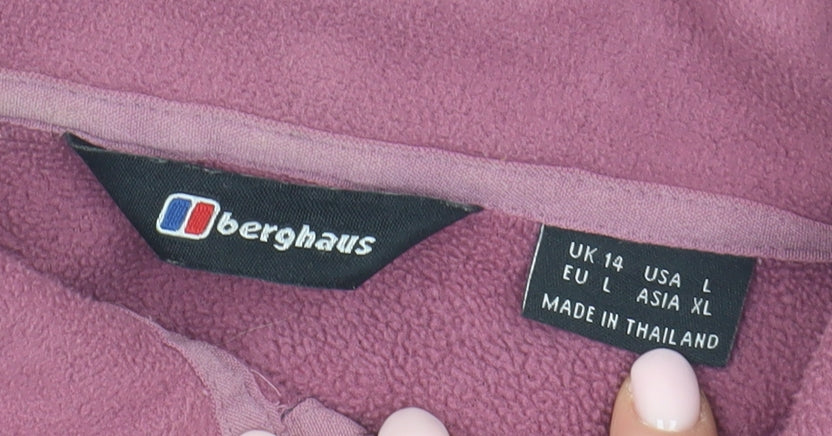 berghaus
UK 14 USA L
EU L ASIA XL
MADE IN THAILAND